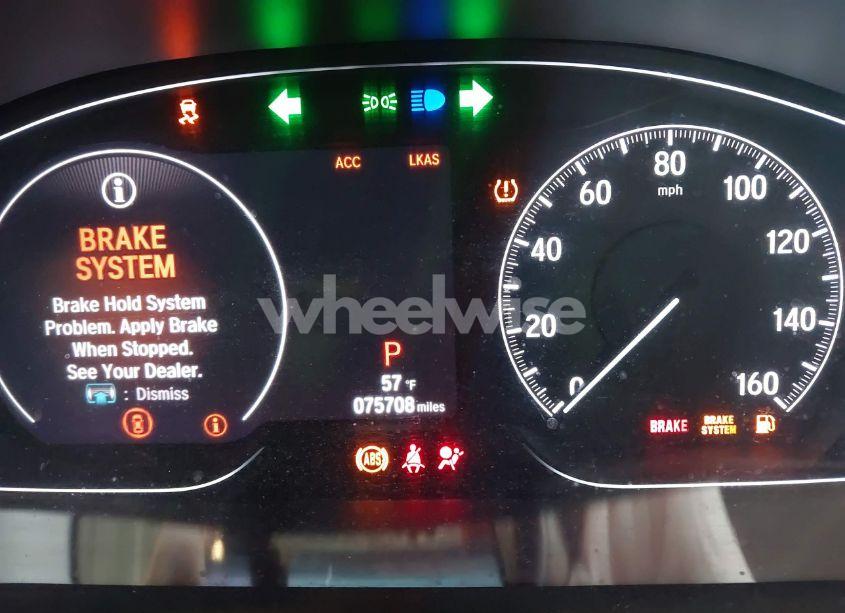 ACC
LKAS
i
BRAKE
SYSTEM
Brake Hold System
Problem. Apply Brake
When Stopped.
See Your Dealer.
: Dismiss
i
wheelwise
P
57 °F
075708 miles
ABS
0
20
40
60
80
mph
100
120
140
160
BRAKE
BRAKE
SYSTEM